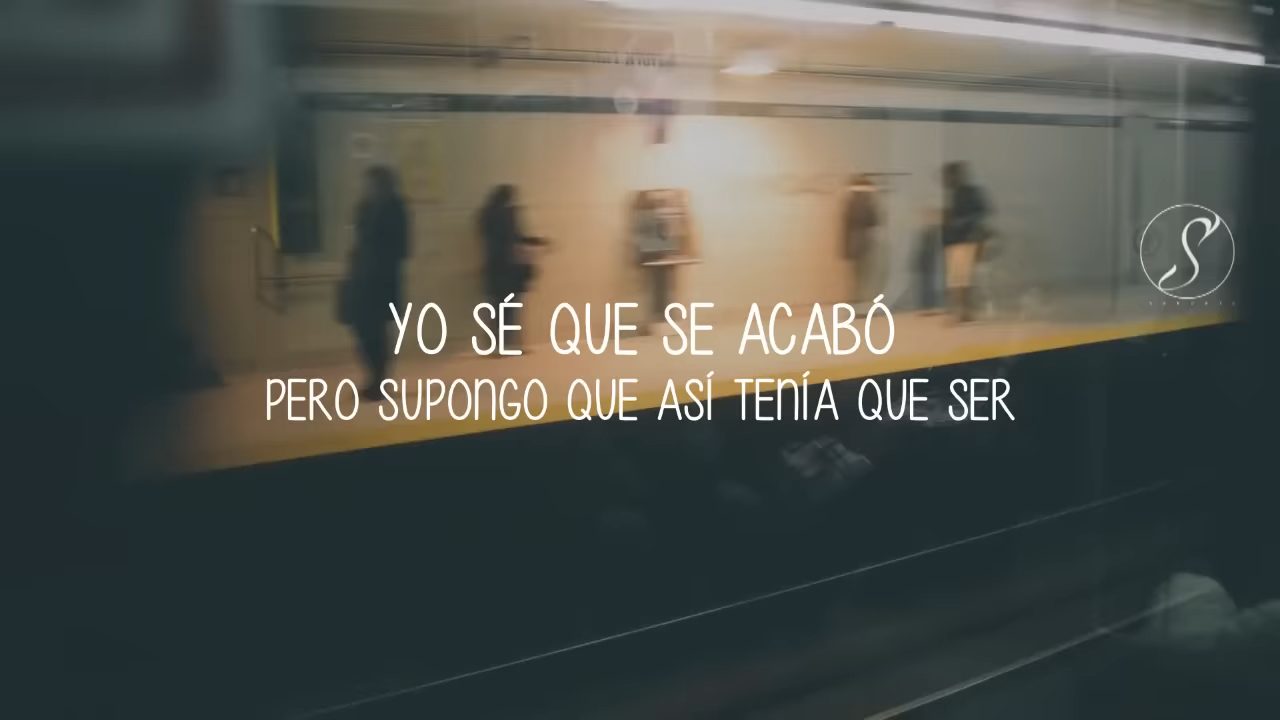 YO SÉ QUE SE ACABÓ
PERO SUPONGO QUE ASÍ TENÍA QUE SER
S